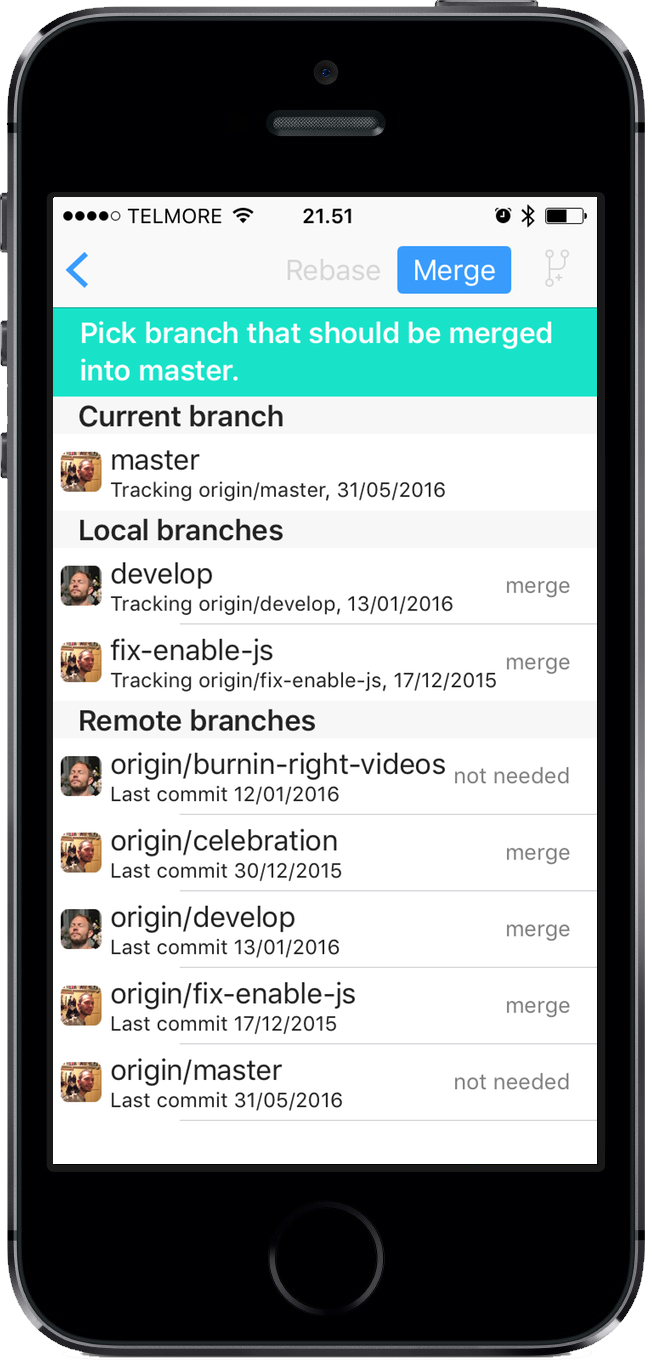 TELMORE 21.51
Rebase Merge
Pick branch that should be merged
into master.
Current branch
master
Tracking origin/master, 31/05/2016
Local branches
develop
Tracking origin/develop, 13/01/2016
merge
fix-enable-js
Tracking origin/fix-enable-js, 17/12/2015
merge
Remote branches
origin/burnin-right-videos
Last commit 12/01/2016
not needed
origin/celebration
Last commit 30/12/2015
merge
origin/develop
Last commit 13/01/2016
merge
origin/fix-enable-js
Last commit 17/12/2015
merge
origin/master
Last commit 31/05/2016
not needed